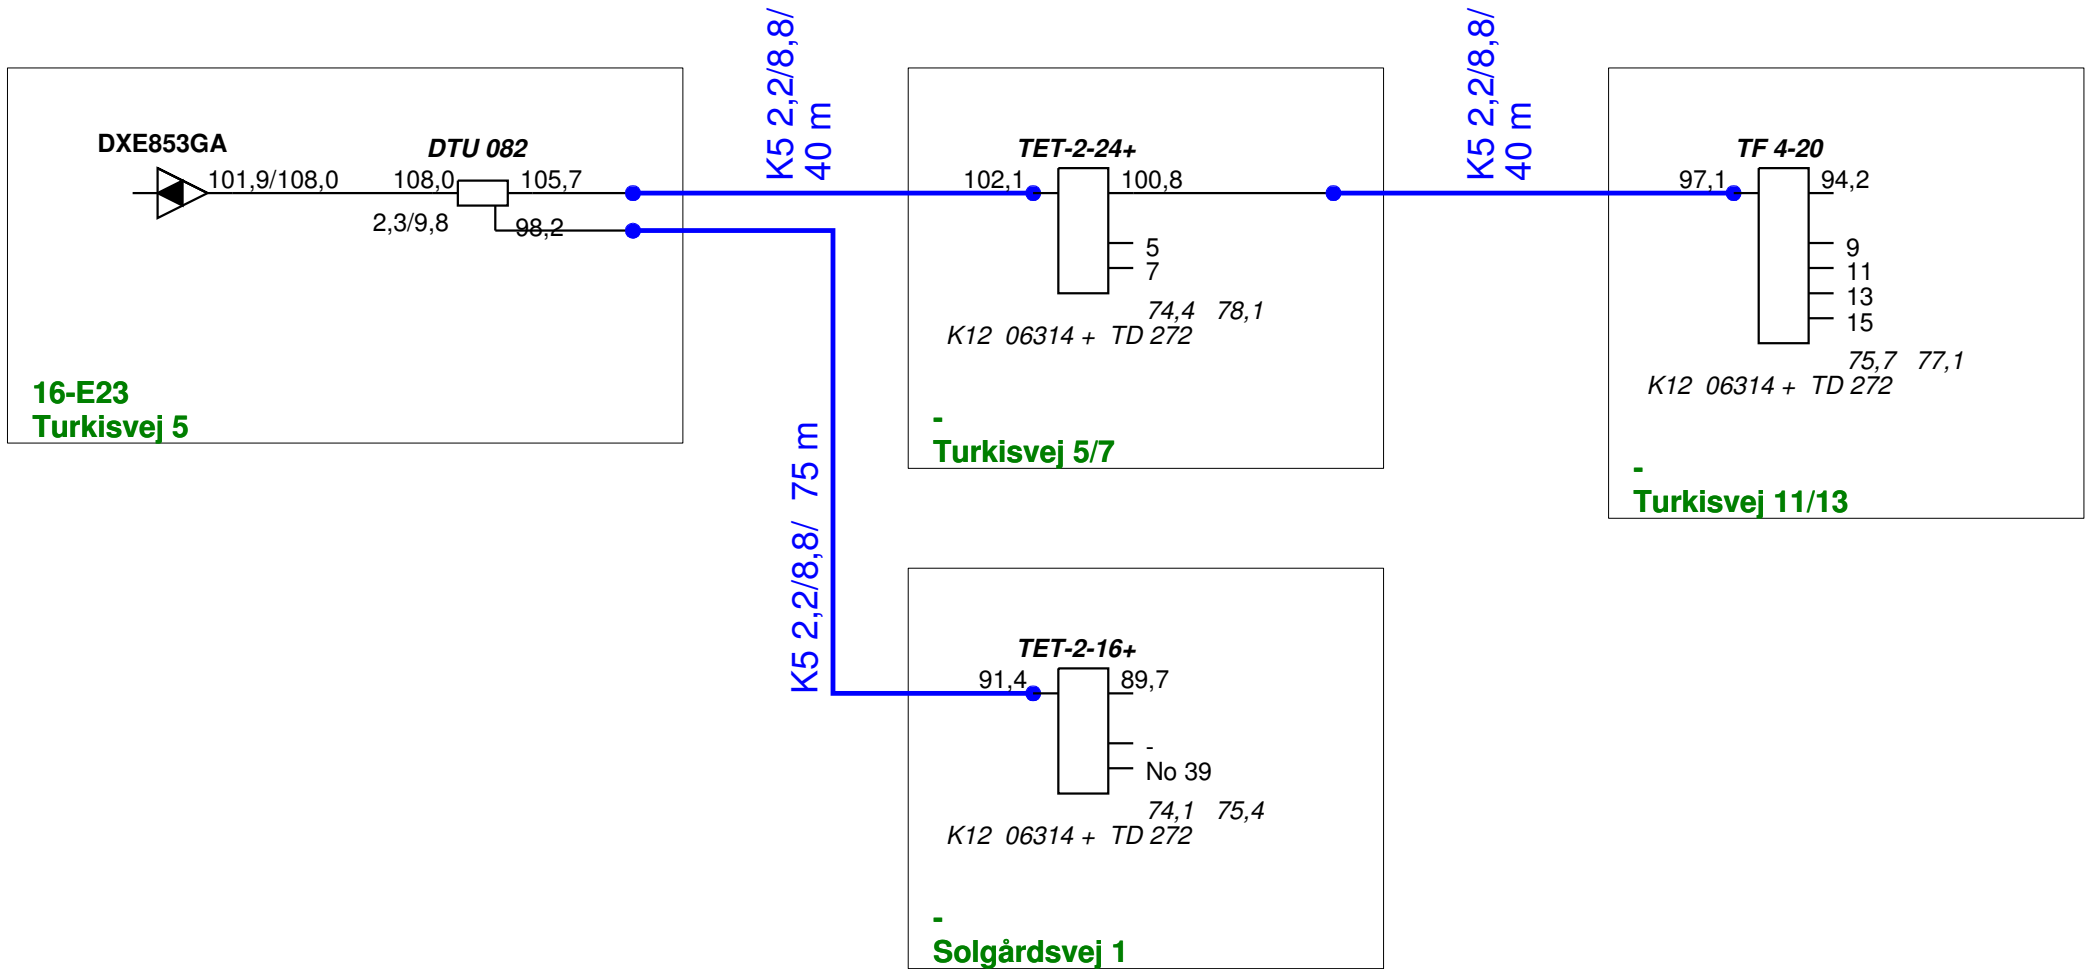 K5 2,2/8,8/
40 m
K5 2,2/8,8/
40 m
DXE853GA
101,9/108,0
DTU 082
108,0
105,7
2,3/9,8
98,2
16-E23
Turkisvej 5
TET-2-24+
102,1
100,8
5
7
74,4 78,1
K12 06314 + TD 272
-
Turkisvej 5/7
TF 4-20
97,1
94,2
9
11
13
15
75,7 77,1
K12 06314 + TD 272
-
Turkisvej 11/13
K5 2,2/8,8/ 75 m
TET-2-16+
91,4
89,7
-
No 39
74,1 75,4
K12 06314 + TD 272
-
Solgårdsvej 1